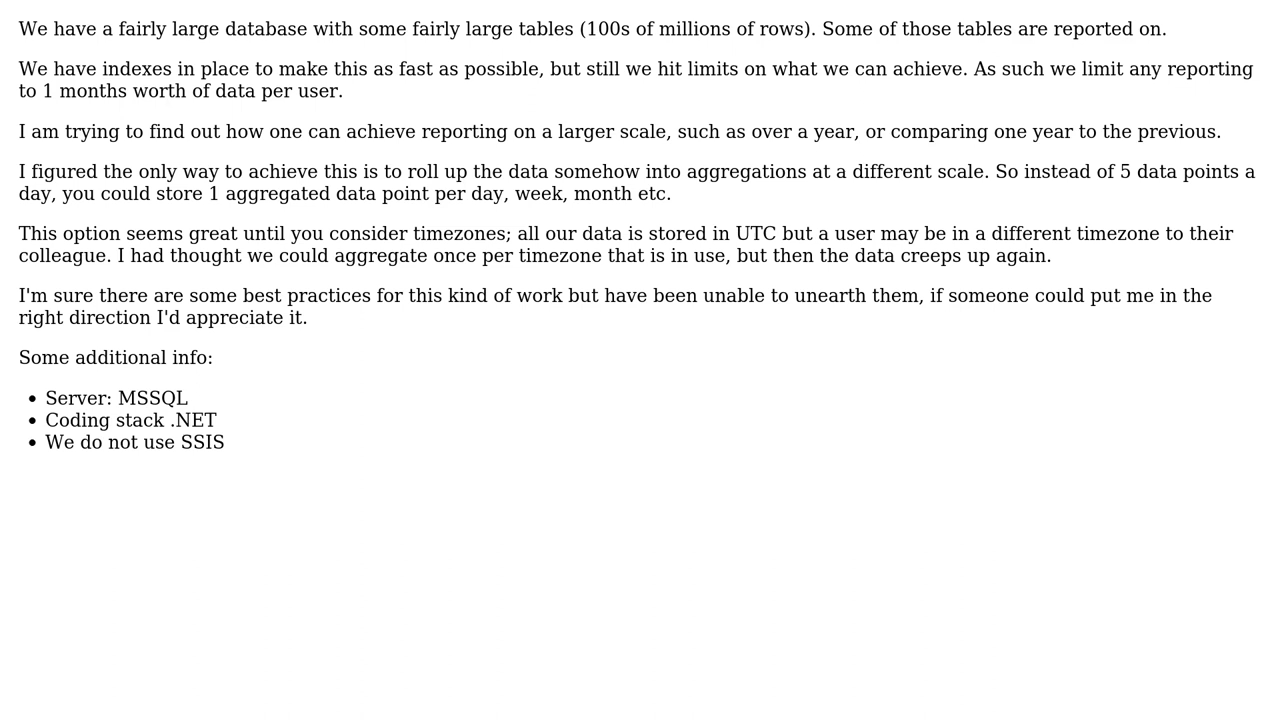 We have a fairly large database with some fairly large tables (100s of millions of rows). Some of those tables are reported on.
We have indexes in place to make this as fast as possible, but still we hit limits on what we can achieve. As such we limit any reporting
to 1 months worth of data per user.
I am trying to find out how one can achieve reporting on a larger scale, such as over a year, or comparing one year to the previous.
I figured the only way to achieve this is to roll up the data somehow into aggregations at a different scale. So instead of 5 data points a
day, you could store 1 aggregated data point per day, week, month etc.
This option seems great until you consider timezones; all our data is stored in UTC but a user may be in a different timezone to their
colleague. I had thought we could aggregate once per timezone that is in use, but then the data creeps up again.
I'm sure there are some best practices for this kind of work but have been unable to unearth them, if someone could put me in the
right direction I'd appreciate it.
Some additional info:
• Server: MSSQL
• Coding stack .NET
• We do not use SSIS